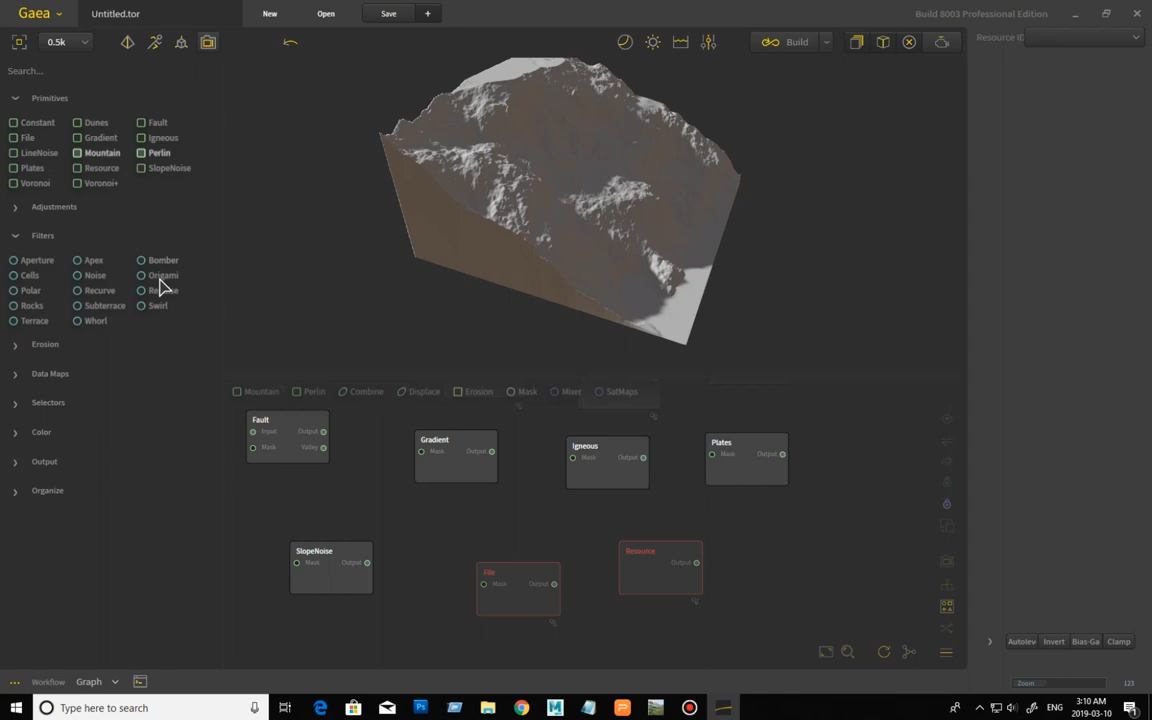 Gaea
Untitled.tor
New
Open
Save
+
Build 8003 Professional Edition
0.5k
Build
Resource ID
Search...
Primitives
Constant Dunes Fault
File Gradient Igneous
LineNoise Mountain Perlin
Plates Resource SlopeNoise
Voronoi Voronoi+
Adjustments
Filters
Aperture Apex Bomber
Cells Noise Origami
Polar Recurve
Rocks Subterrace Swirl
Terrace Whorl
Erosion
Data Maps
Selectors
Color
Output
Organize
Mountain Perlin Combine Displace Erosion Mask Mixer SatMaps
Fault
Input Output
Mask Valley
Gradient
Mask Output
Igneous
Mask Output
Plates
Mask Output
SlopeNoise
Mask Output
File
Mask Output
Resource
Output
Autolev Invert Bias-Ga Clamp
Workflow Graph
Zoom 123
Type here to search
ENG
3:10 AM
2019-03-10
1